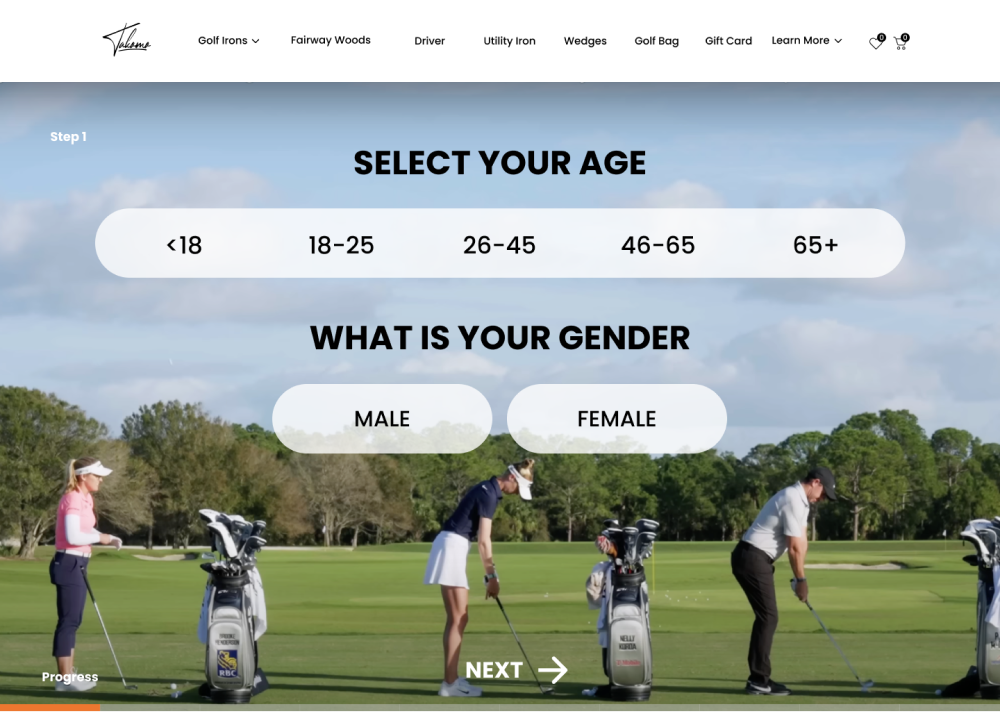 Takomo
Golf Irons
Fairway Woods
Driver
Utility Iron
Wedges
Golf Bag
Gift Card
Learn More
0
0
Step 1
SELECT YOUR AGE
<18
18-25
26-45
46-65
65+
WHAT IS YOUR GENDER
MALE
FEMALE
NELLY
KORDA
RBC
NEXT
Progress